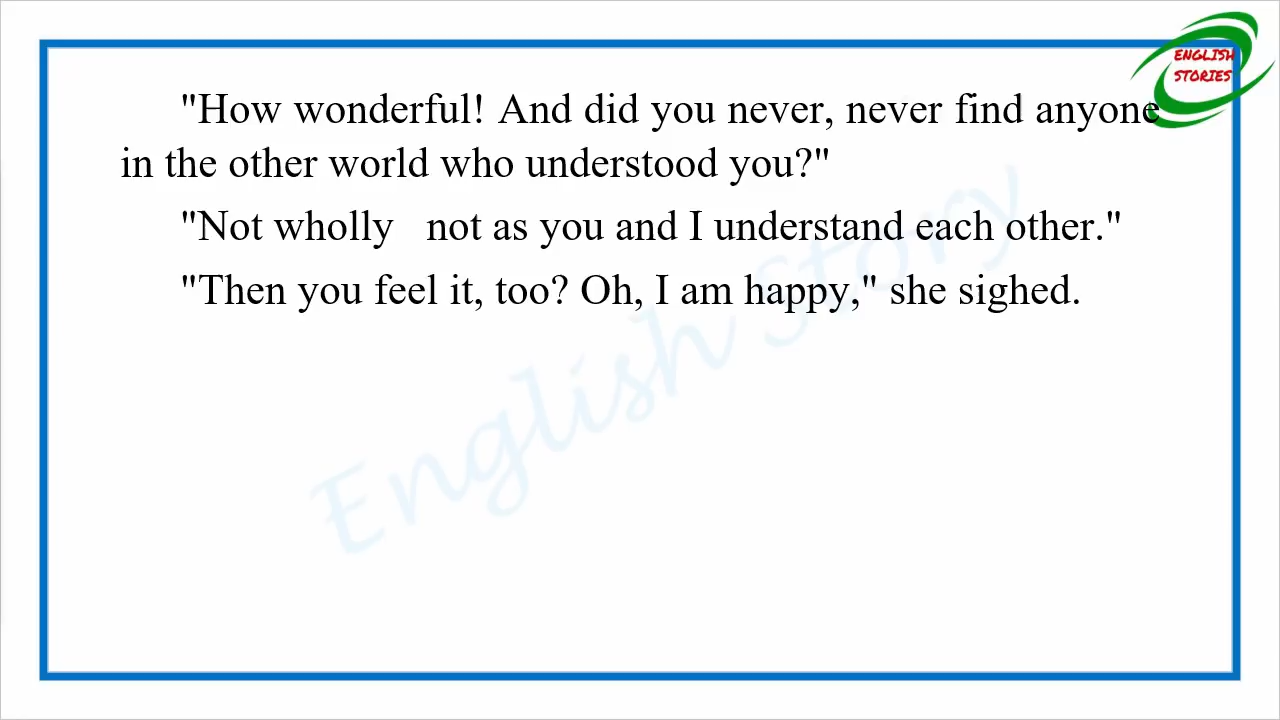 ENGLISH
STORIES
"How wonderful! And did you never, never find anyone
in the other world who understood you?"
"Not wholly   not as you and I understand each other."
"Then you feel it, too? Oh, I am happy," she sighed.
English Story